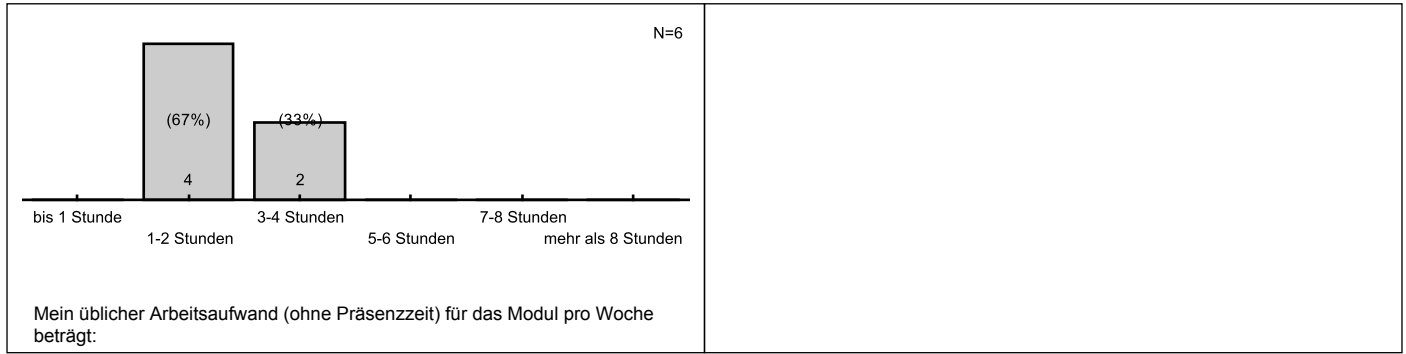 N=6
(67%) (33%)
4 2
bis 1 Stunde 3-4 Stunden 7-8 Stunden
1-2 Stunden 5-6 Stunden mehr als 8 Stunden
Mein üblicher Arbeitsaufwand (ohne Präsenzzeit) für das Modul pro Woche
beträgt: